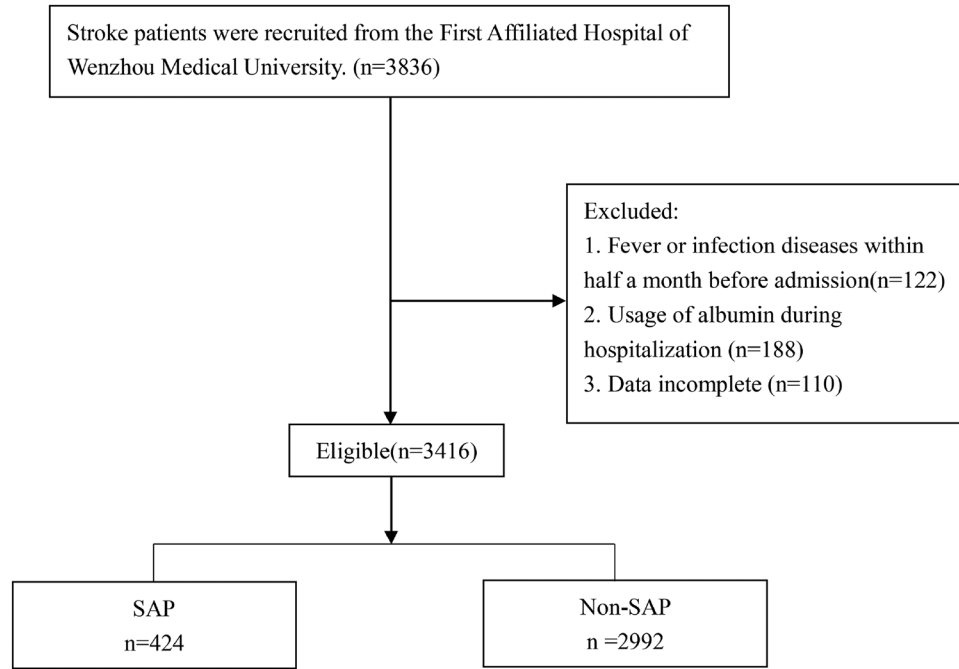 Stroke patients were recruited from the First Affiliated Hospital of
Wenzhou Medical University. (n=3836)
Excluded:
1. Fever or infection diseases within
half a month before admission(n=122)
2. Usage of albumin during
hospitalization (n=188)
3. Data incomplete (n=110)
Eligible(n=3416)
SAP
n=424
Non-SAP
n =2992